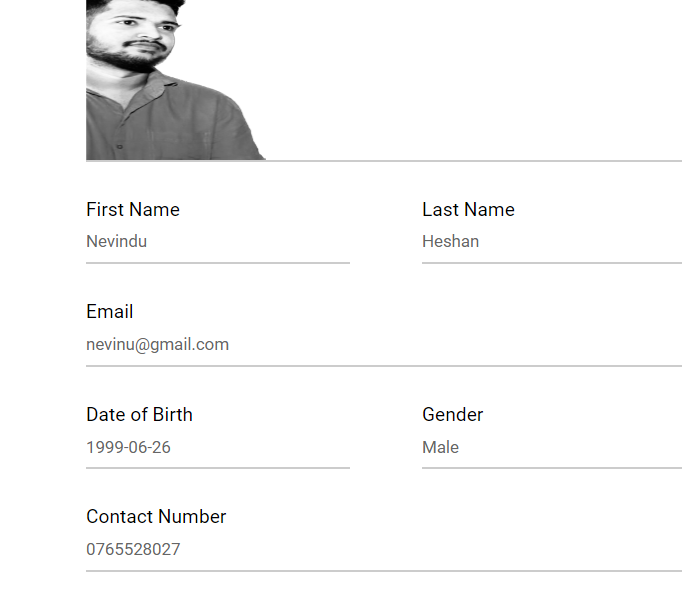 First Name Last Name
Nevindu Heshan
Email
nevinu@gmail.com
Date of Birth Gender
1999-06-26 Male
Contact Number
0765528027